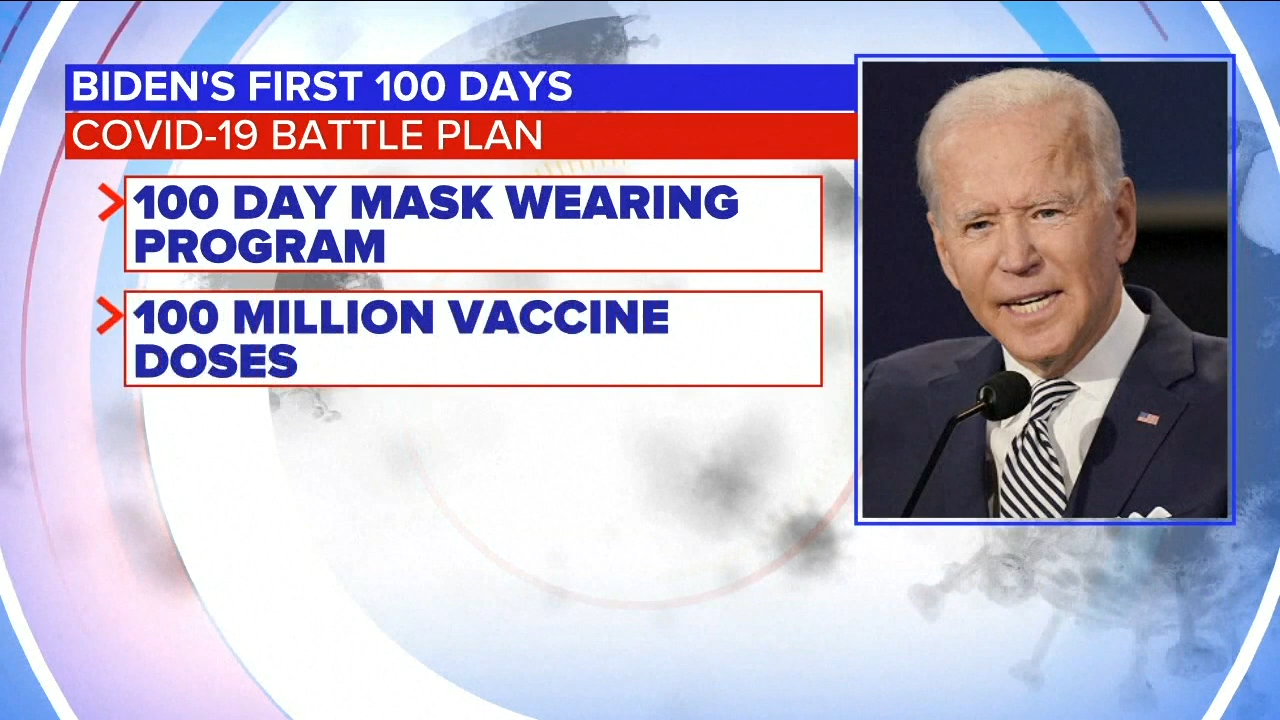 BIDEN'S FIRST 100 DAYS
COVID-19 BATTLE PLAN
100 DAY MASK WEARING
PROGRAM
100 MILLION VACCINE
DOSES